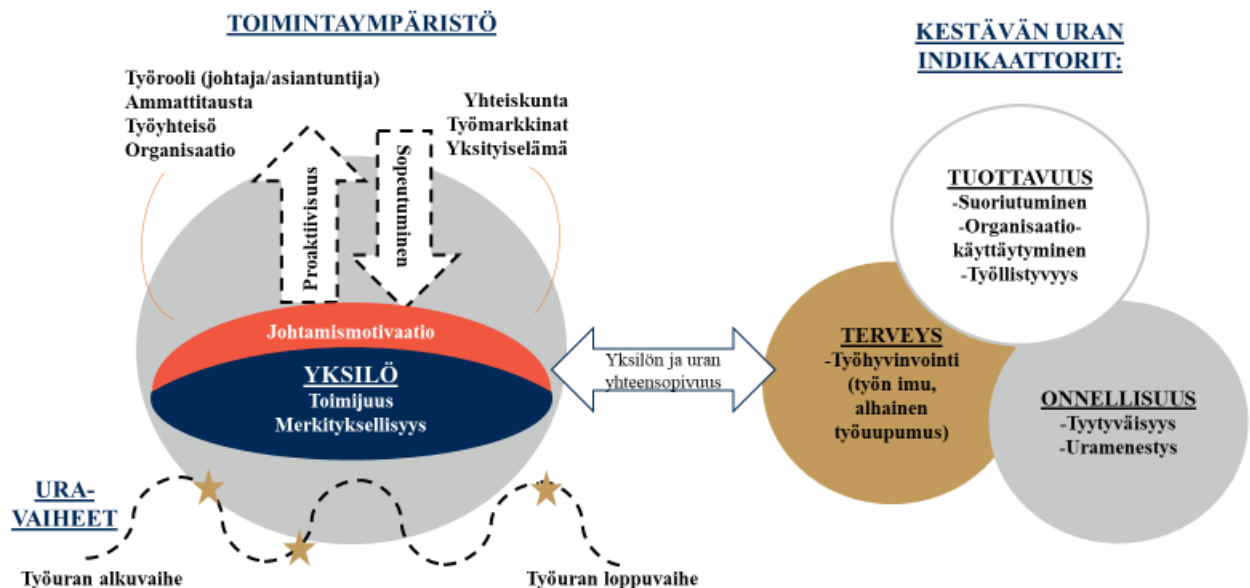 TOIMINTAYMPÄRISTÖ
Työrooli (johtaja/asiantuntija)
Ammattitausta
Työyhteisö
Organisaatio
Yhteiskunta
Työmarkkinat
Yksityiselämä
Proaktiivisuus
Sopeutuminen
Johtamismotivaatio
YKSILÖ
Toimijuus
Merkityksellisyys
Yksilön ja uran
yhteensopivuus
URA-
VAIHEET
Työuran alkuvaihe
Työuran loppuvaihe
KESTÄVÄN URAN
INDIKAATTORIT:
TUOTTAVUUS
-Suoriutuminen
-Organisaatio-
käyttäytyminen
-Työllistyvyys
TERVEYS
-Työhyvinvointi
(työn imu,
alhainen
työuupumus)
ONNELLISUUS
-Tyytyväisyys
-Uramenestys